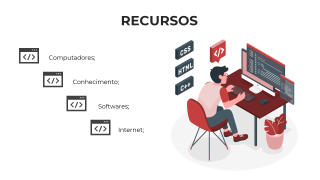 RECURSOS
Computadores;
Conhecimento;
Softwares;
Internet;
CSS
HTML
C++